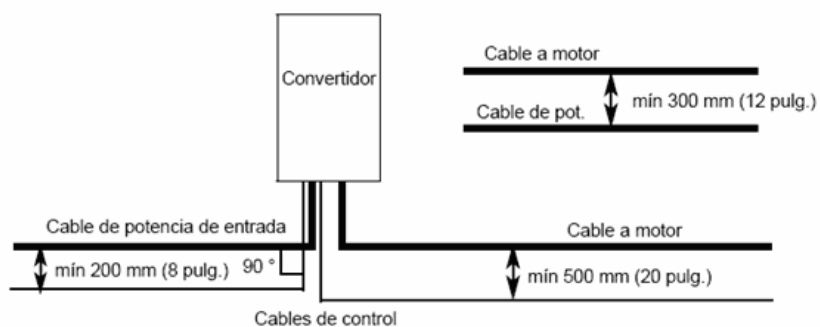 Convertidor
Cable a motor
mín 300 mm (12 pulg.)
Cable de pot.
Cable de potencia de entrada
Cable a motor
mín 200 mm (8 pulg.)
90 °
mín 500 mm (20 pulg.)
Cables de control